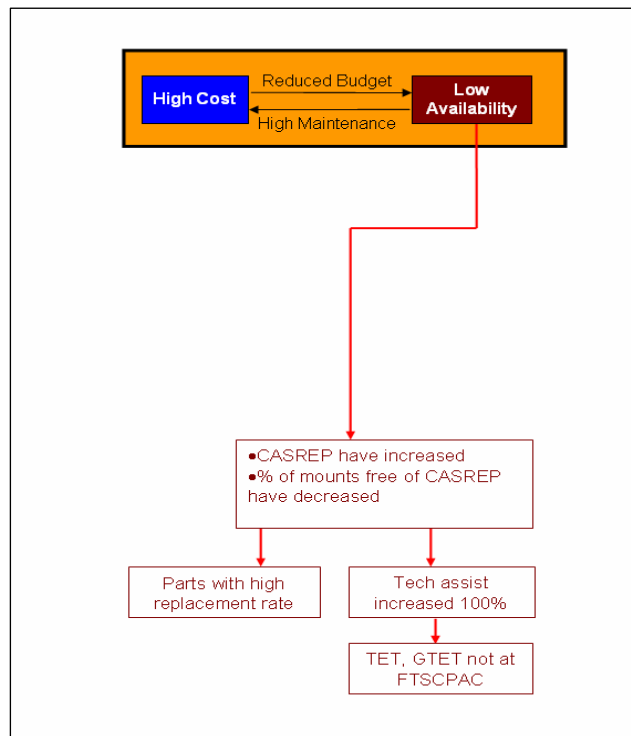 Reduced Budget
High Cost
Low
Availability
High Maintenance
●CASREP have increased
●% of mounts free of CASREP
have decreased
Parts with high
replacement rate
Tech assist
increased 100%
TET, GTET not at
FTSCPAC